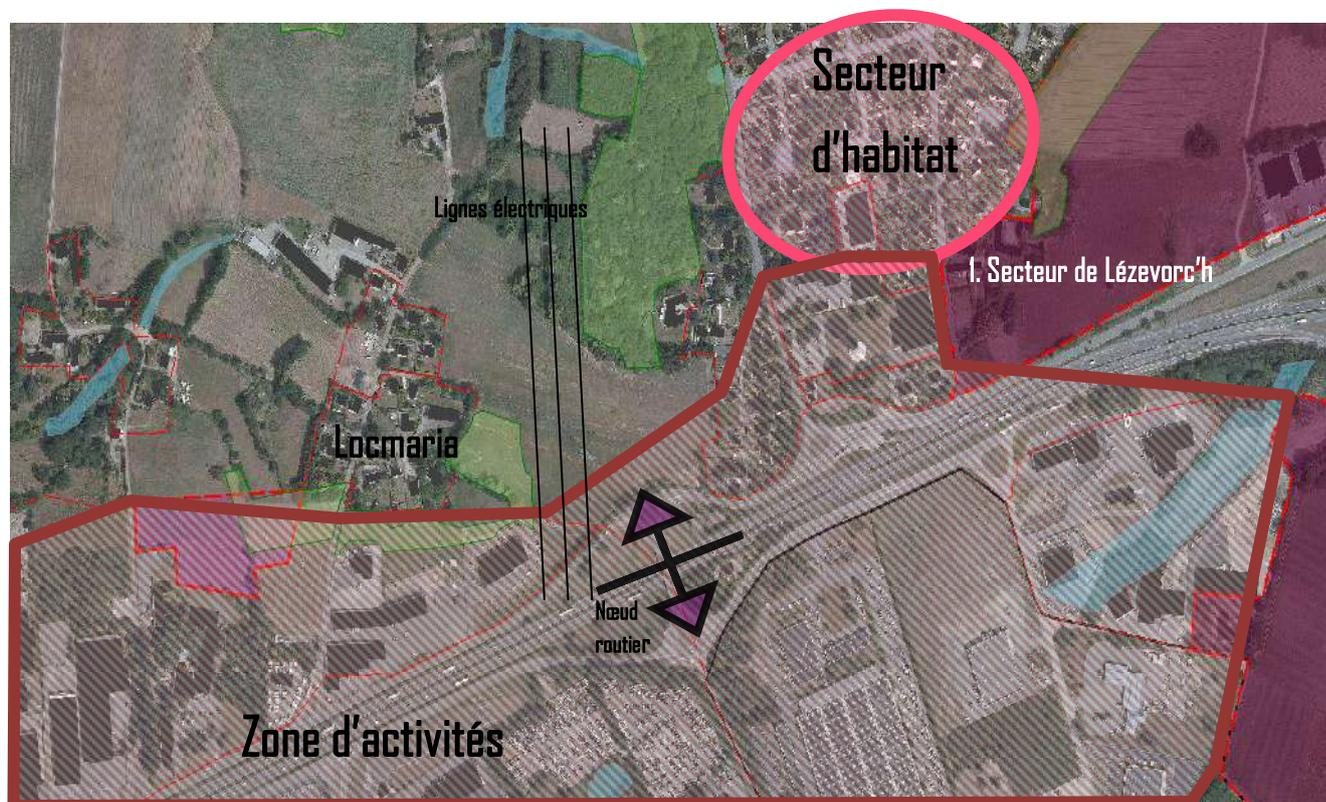 Secteur
d'habitat
Lignes électriques
1. Secteur de Lézevorc'h
Locmaria
Nœud
routier
Zone d'activités